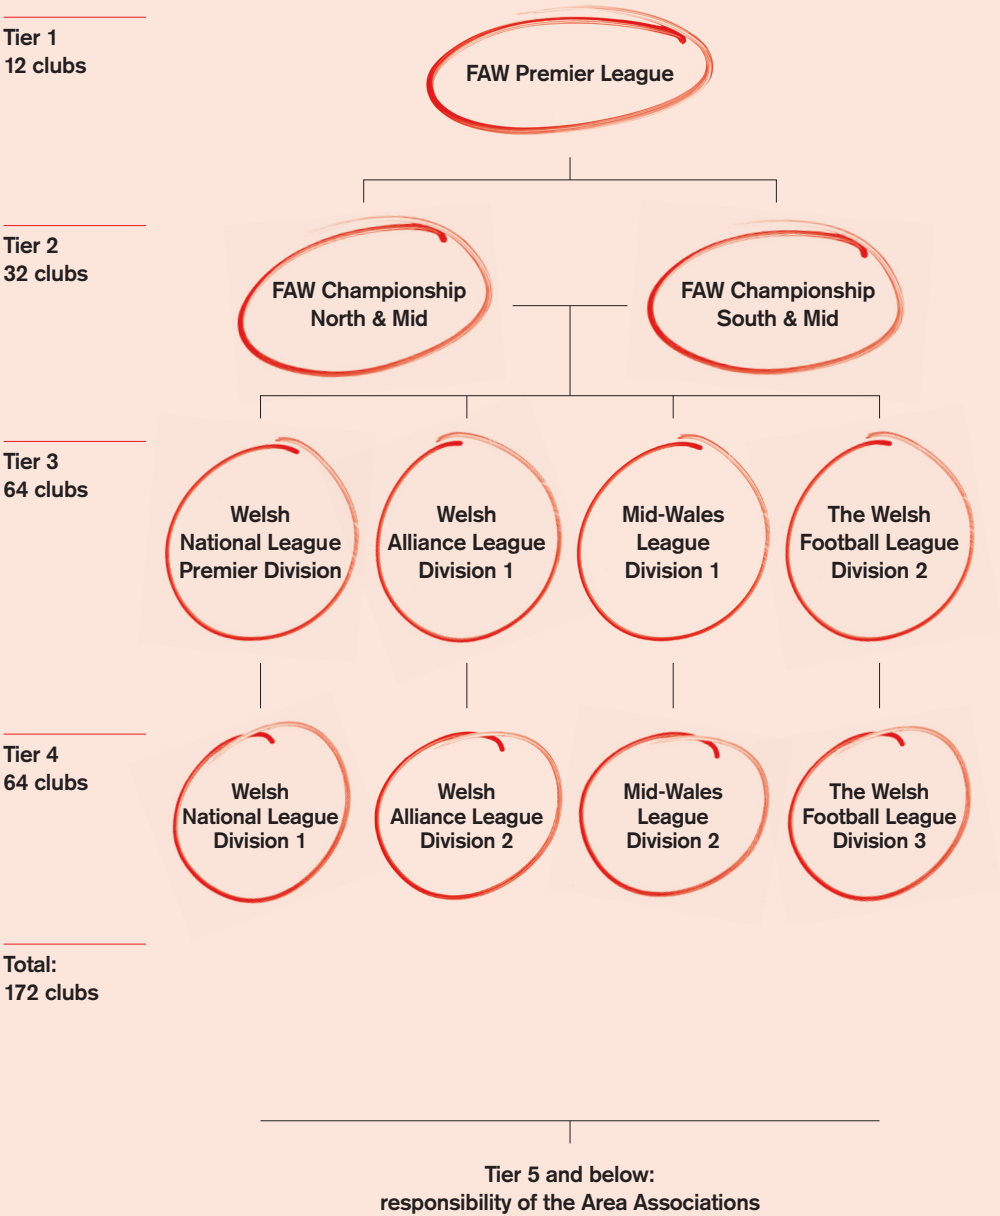 Tier 1
12 clubs
FAW Premier League
Tier 2
32 clubs
FAW Championship
North & Mid
FAW Championship
South & Mid
Tier 3
64 clubs
Welsh
National League
Premier Division
Welsh
Alliance League
Division 1
Mid-Wales
League
Division 1
The Welsh
Football League
Division 2
Tier 4
64 clubs
Welsh
National League
Division 1
Welsh
Alliance League
Division 2
Mid-Wales
League
Division 2
The Welsh
Football League
Division 3
Total:
172 clubs
Tier 5 and below:
responsibility of the Area Associations